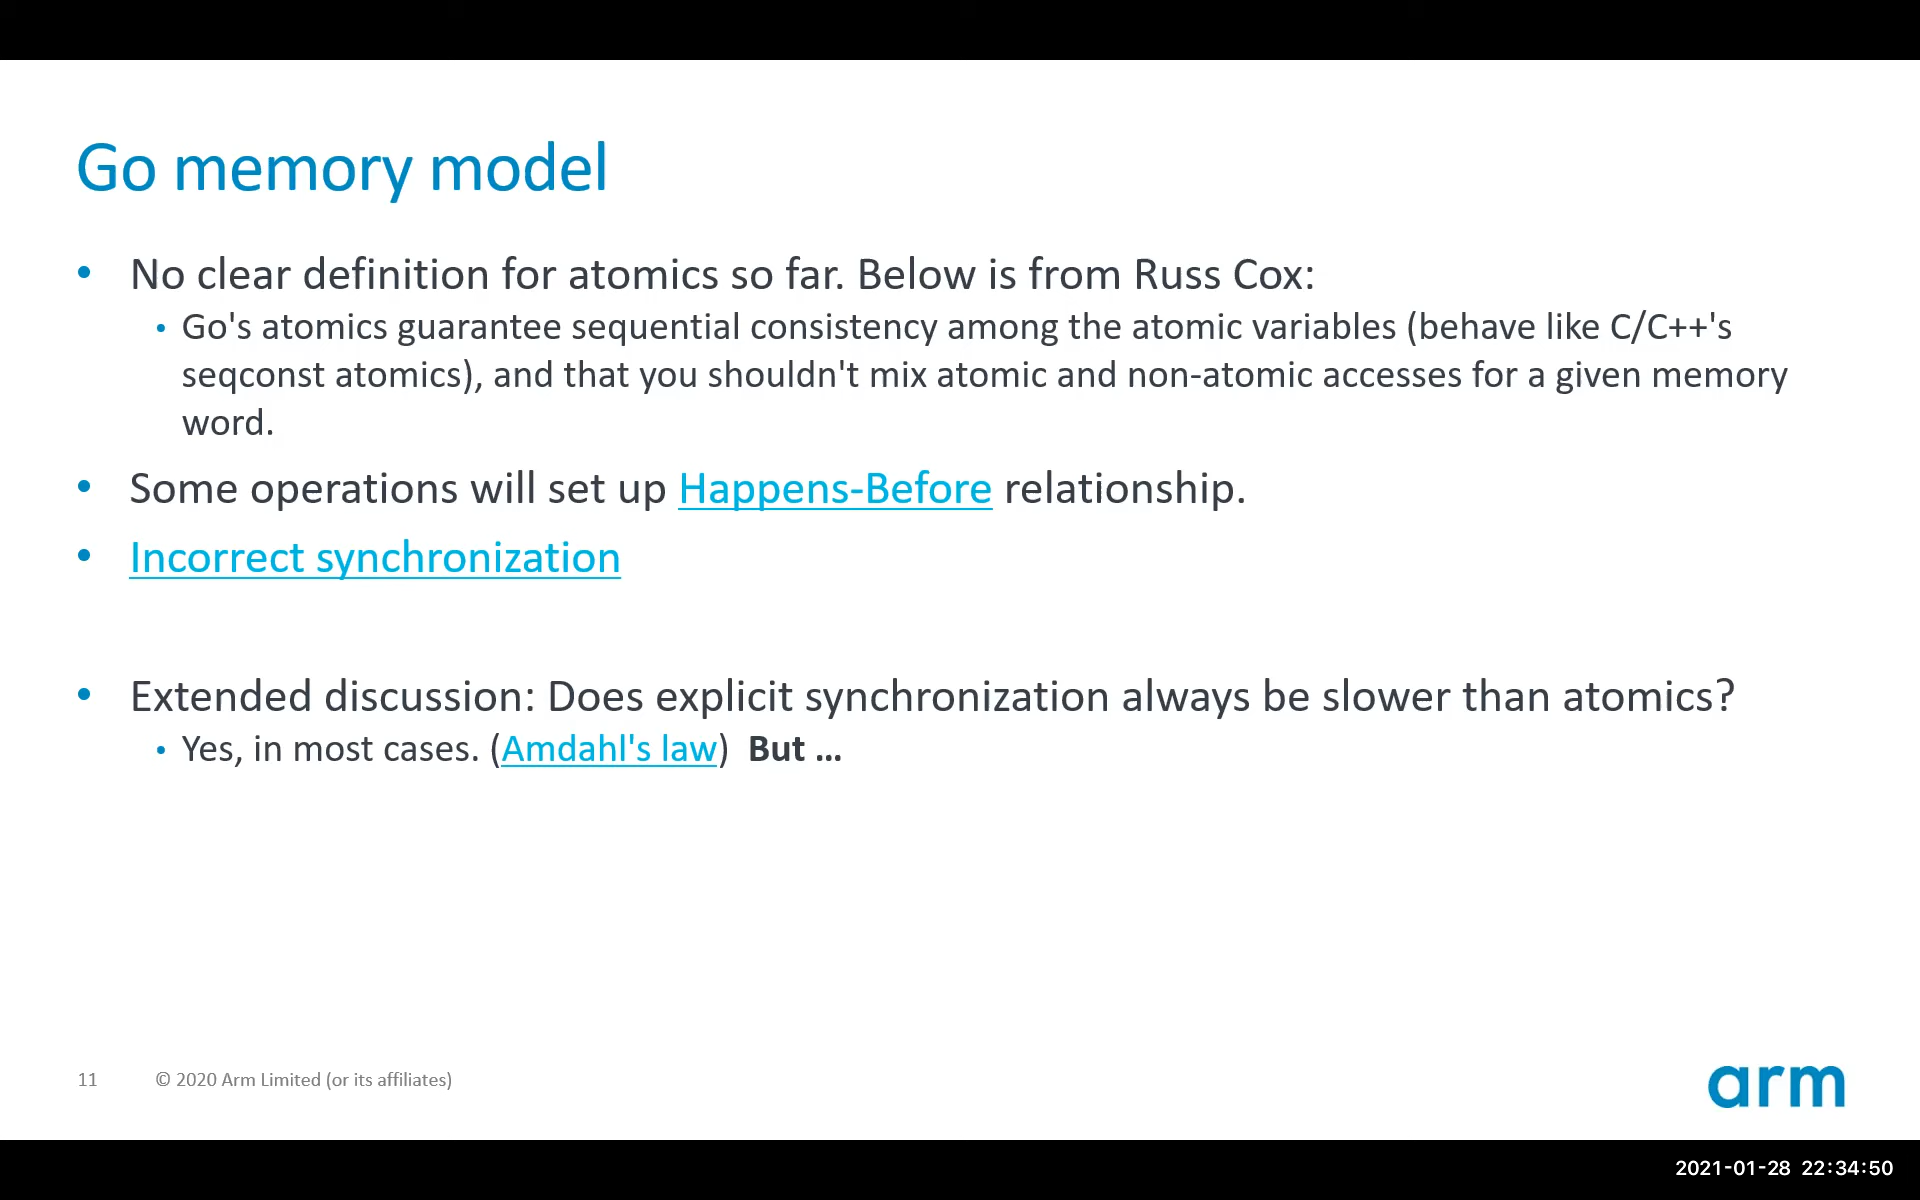 Go memory model
• No clear definition for atomics so far. Below is from Russ Cox:
• Go's atomics guarantee sequential consistency among the atomic variables (behave like C/C++'s
seqconst atomics), and that you shouldn't mix atomic and non-atomic accesses for a given memory
word.
• Some operations will set up Happens-Before relationship.
• Incorrect synchronization
• Extended discussion: Does explicit synchronization always be slower than atomics?
• Yes, in most cases. (Amdahl's law) But ...
11 © 2020 Arm Limited (or its affiliates)
arm
2021-01-28 22:34:50